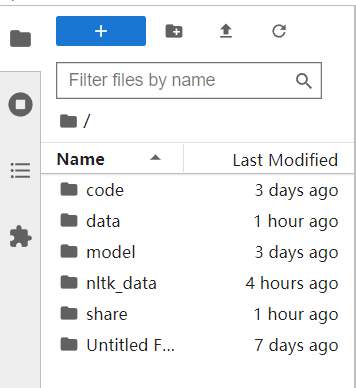 Filter files by name
/
Name Last Modified
code 3 days ago
data 1 hour ago
model 3 days ago
nltk_data 4 hours ago
share 1 hour ago
Untitled F... 7 days ago